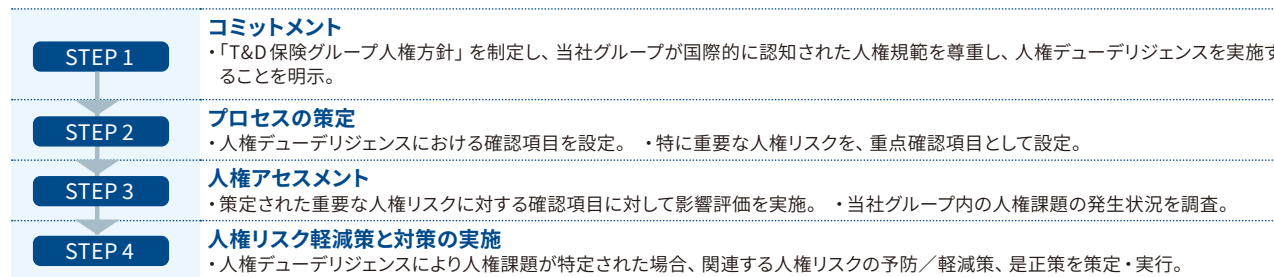 STEP 1
コミットメント
・「T&D保険グループ人権方針」を制定し、当社グループが国際的に認知された人権規範を尊重し、人権デューデリジェンスを実施す
ることを明示。
STEP 2
プロセスの策定
・人権デューデリジェンスにおける確認項目を設定。 ・特に重要な人権リスクを、重点確認項目として設定。
STEP 3
人権アセスメント
・策定された重要な人権リスクに対する確認項目に対して影響評価を実施。 ・当社グループ内の人権課題の発生状況を調査。
STEP 4
人権リスク軽減策と対策の実施
・人権デューデリジェンスにより人権課題が特定された場合、関連する人権リスクの予防／軽減策、是正策を策定・実行。